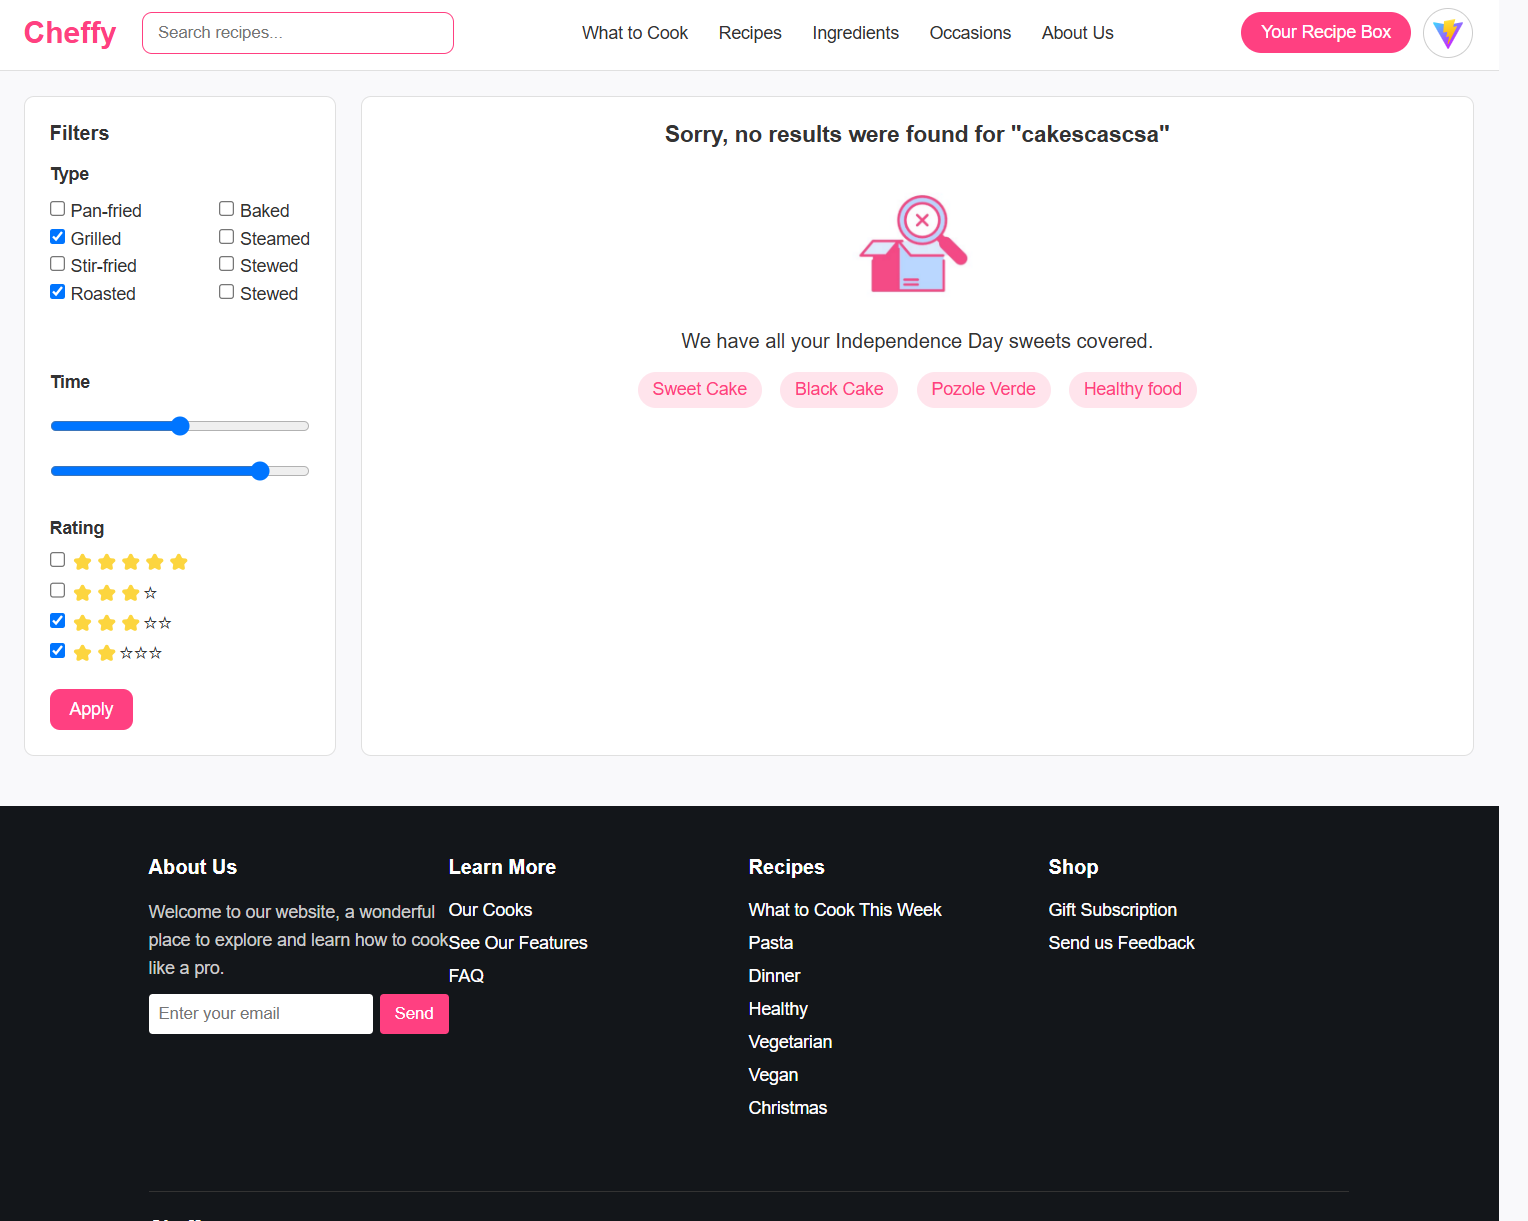 Cheffy
Search recipes...
What to Cook
Recipes
Ingredients
Occasions
About Us
Your Recipe Box
Filters
Type
Pan-fried
Baked
Grilled
Steamed
Stir-fried
Stewed
Roasted
Stewed
Time
Rating
Apply
Sorry, no results were found for "cakescascsa"
We have all your Independence Day sweets covered.
Sweet Cake
Black Cake
Pozole Verde
Healthy food
About Us
Welcome to our website, a wonderful
place to explore and learn how to cook
like a pro.
Enter your email
Send
Learn More
Our Cooks
See Our Features
FAQ
Recipes
What to Cook This Week
Pasta
Dinner
Healthy
Vegetarian
Vegan
Christmas
Shop
Gift Subscription
Send us Feedback